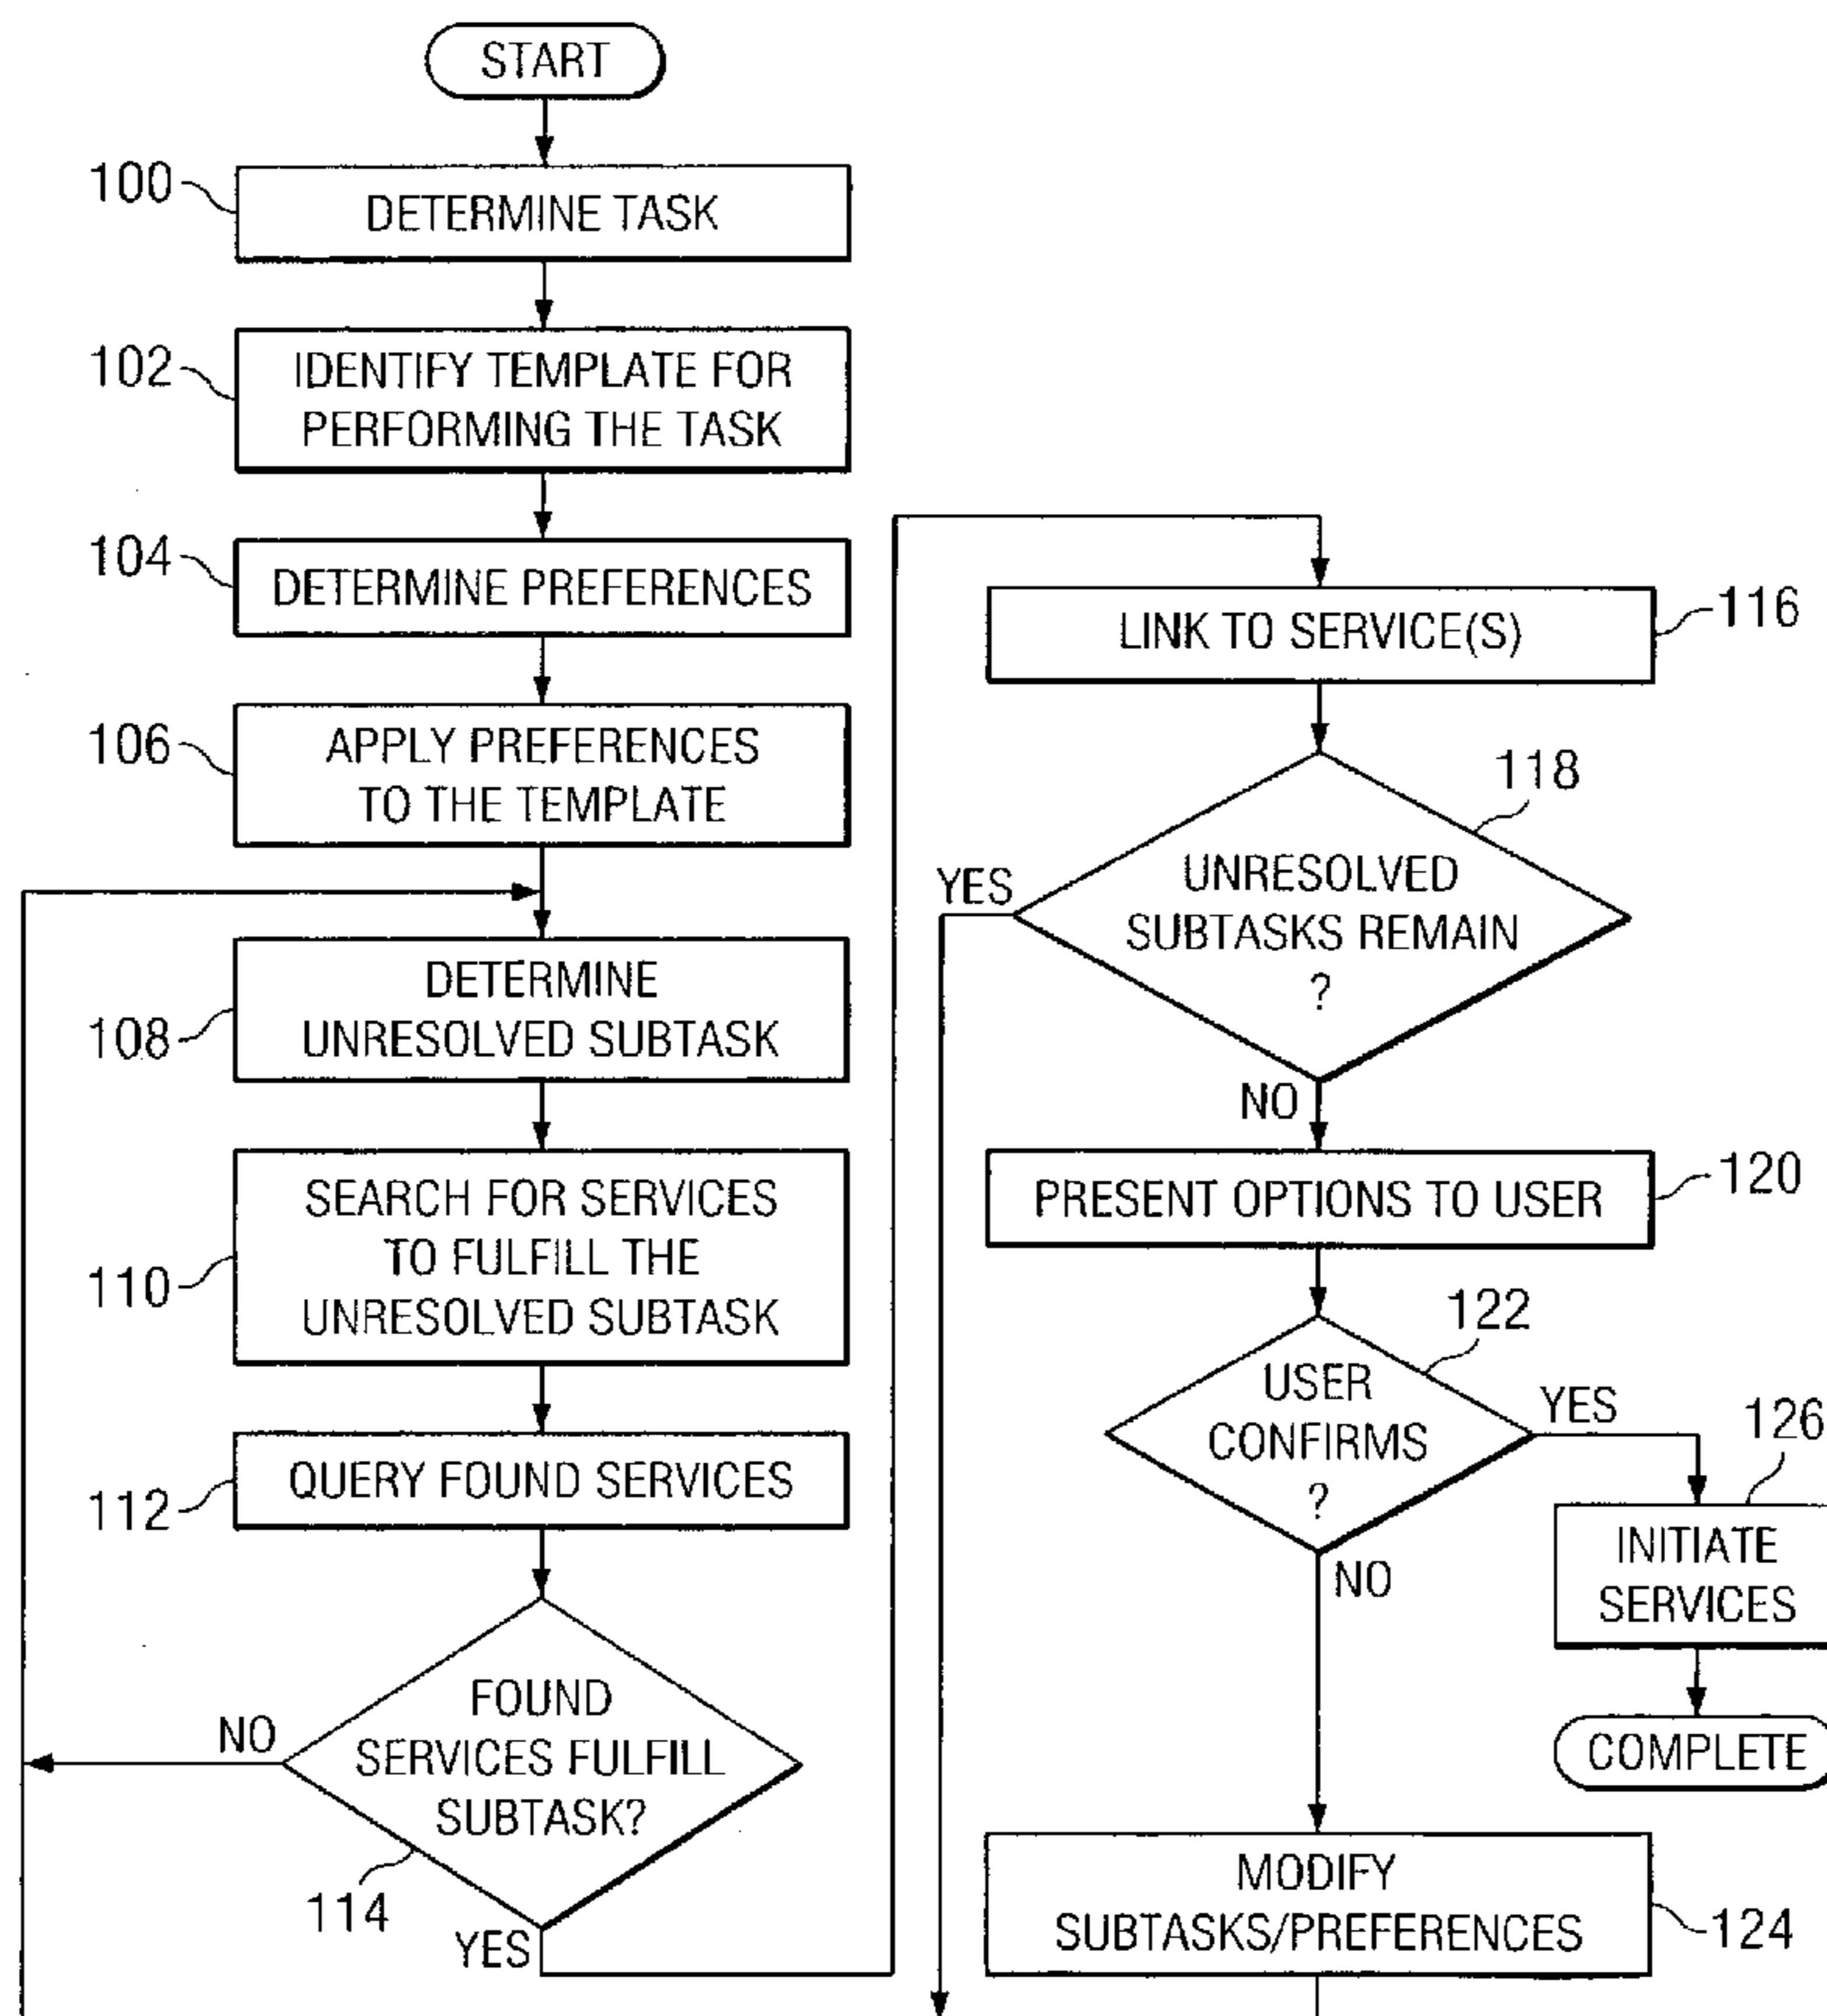 START
100
DETERMINE TASK
102
IDENTIFY TEMPLATE FOR
PERFORMING THE TASK
104
DETERMINE PREFERENCES
106
APPLY PREFERENCES
TO THE TEMPLATE
108
DETERMINE
UNRESOLVED SUBTASK
110
SEARCH FOR SERVICES
TO FULFILL THE
UNRESOLVED SUBTASK
112
QUERY FOUND SERVICES
FOUND
SERVICES FULFILL
SUBTASK?
NO
114
YES
LINK TO SERVICE(S)
116
118
UNRESOLVED
SUBTASKS REMAIN
?
YES
NO
PRESENT OPTIONS TO USER
120
122
USER
CONFIRMS
?
YES
126
INITIATE
SERVICES
COMPLETE
NO
MODIFY
SUBTASKS/PREFERENCES
124